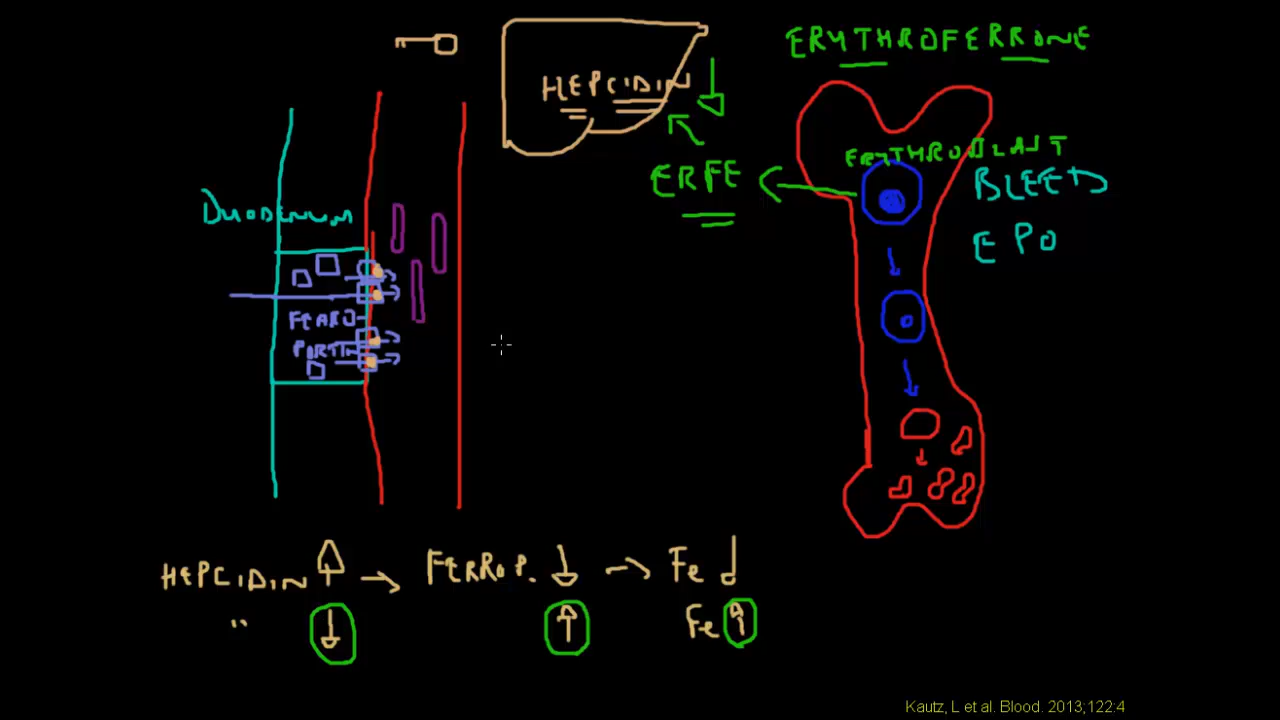 ERYTHROFERRONE
HEPCIDIN
ERYTHROBLAST
ERFE
BLEED
EPO
DUODENUM
FERRO
PORTIN
HEPCIDIN → FERROP. ↓ → Fe ↓
" ↓ ↑ Fe ↑
Kautz, L et al. Blood. 2013;122:4